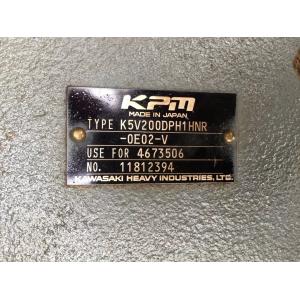 KPM
MADE IN JAPAN
TYPE K5V200DPH1HNR
-0E02-V
USE FOR 4673506
NO. 11812394
KAWASAKI HEAVY INDUSTRIES, LTD.